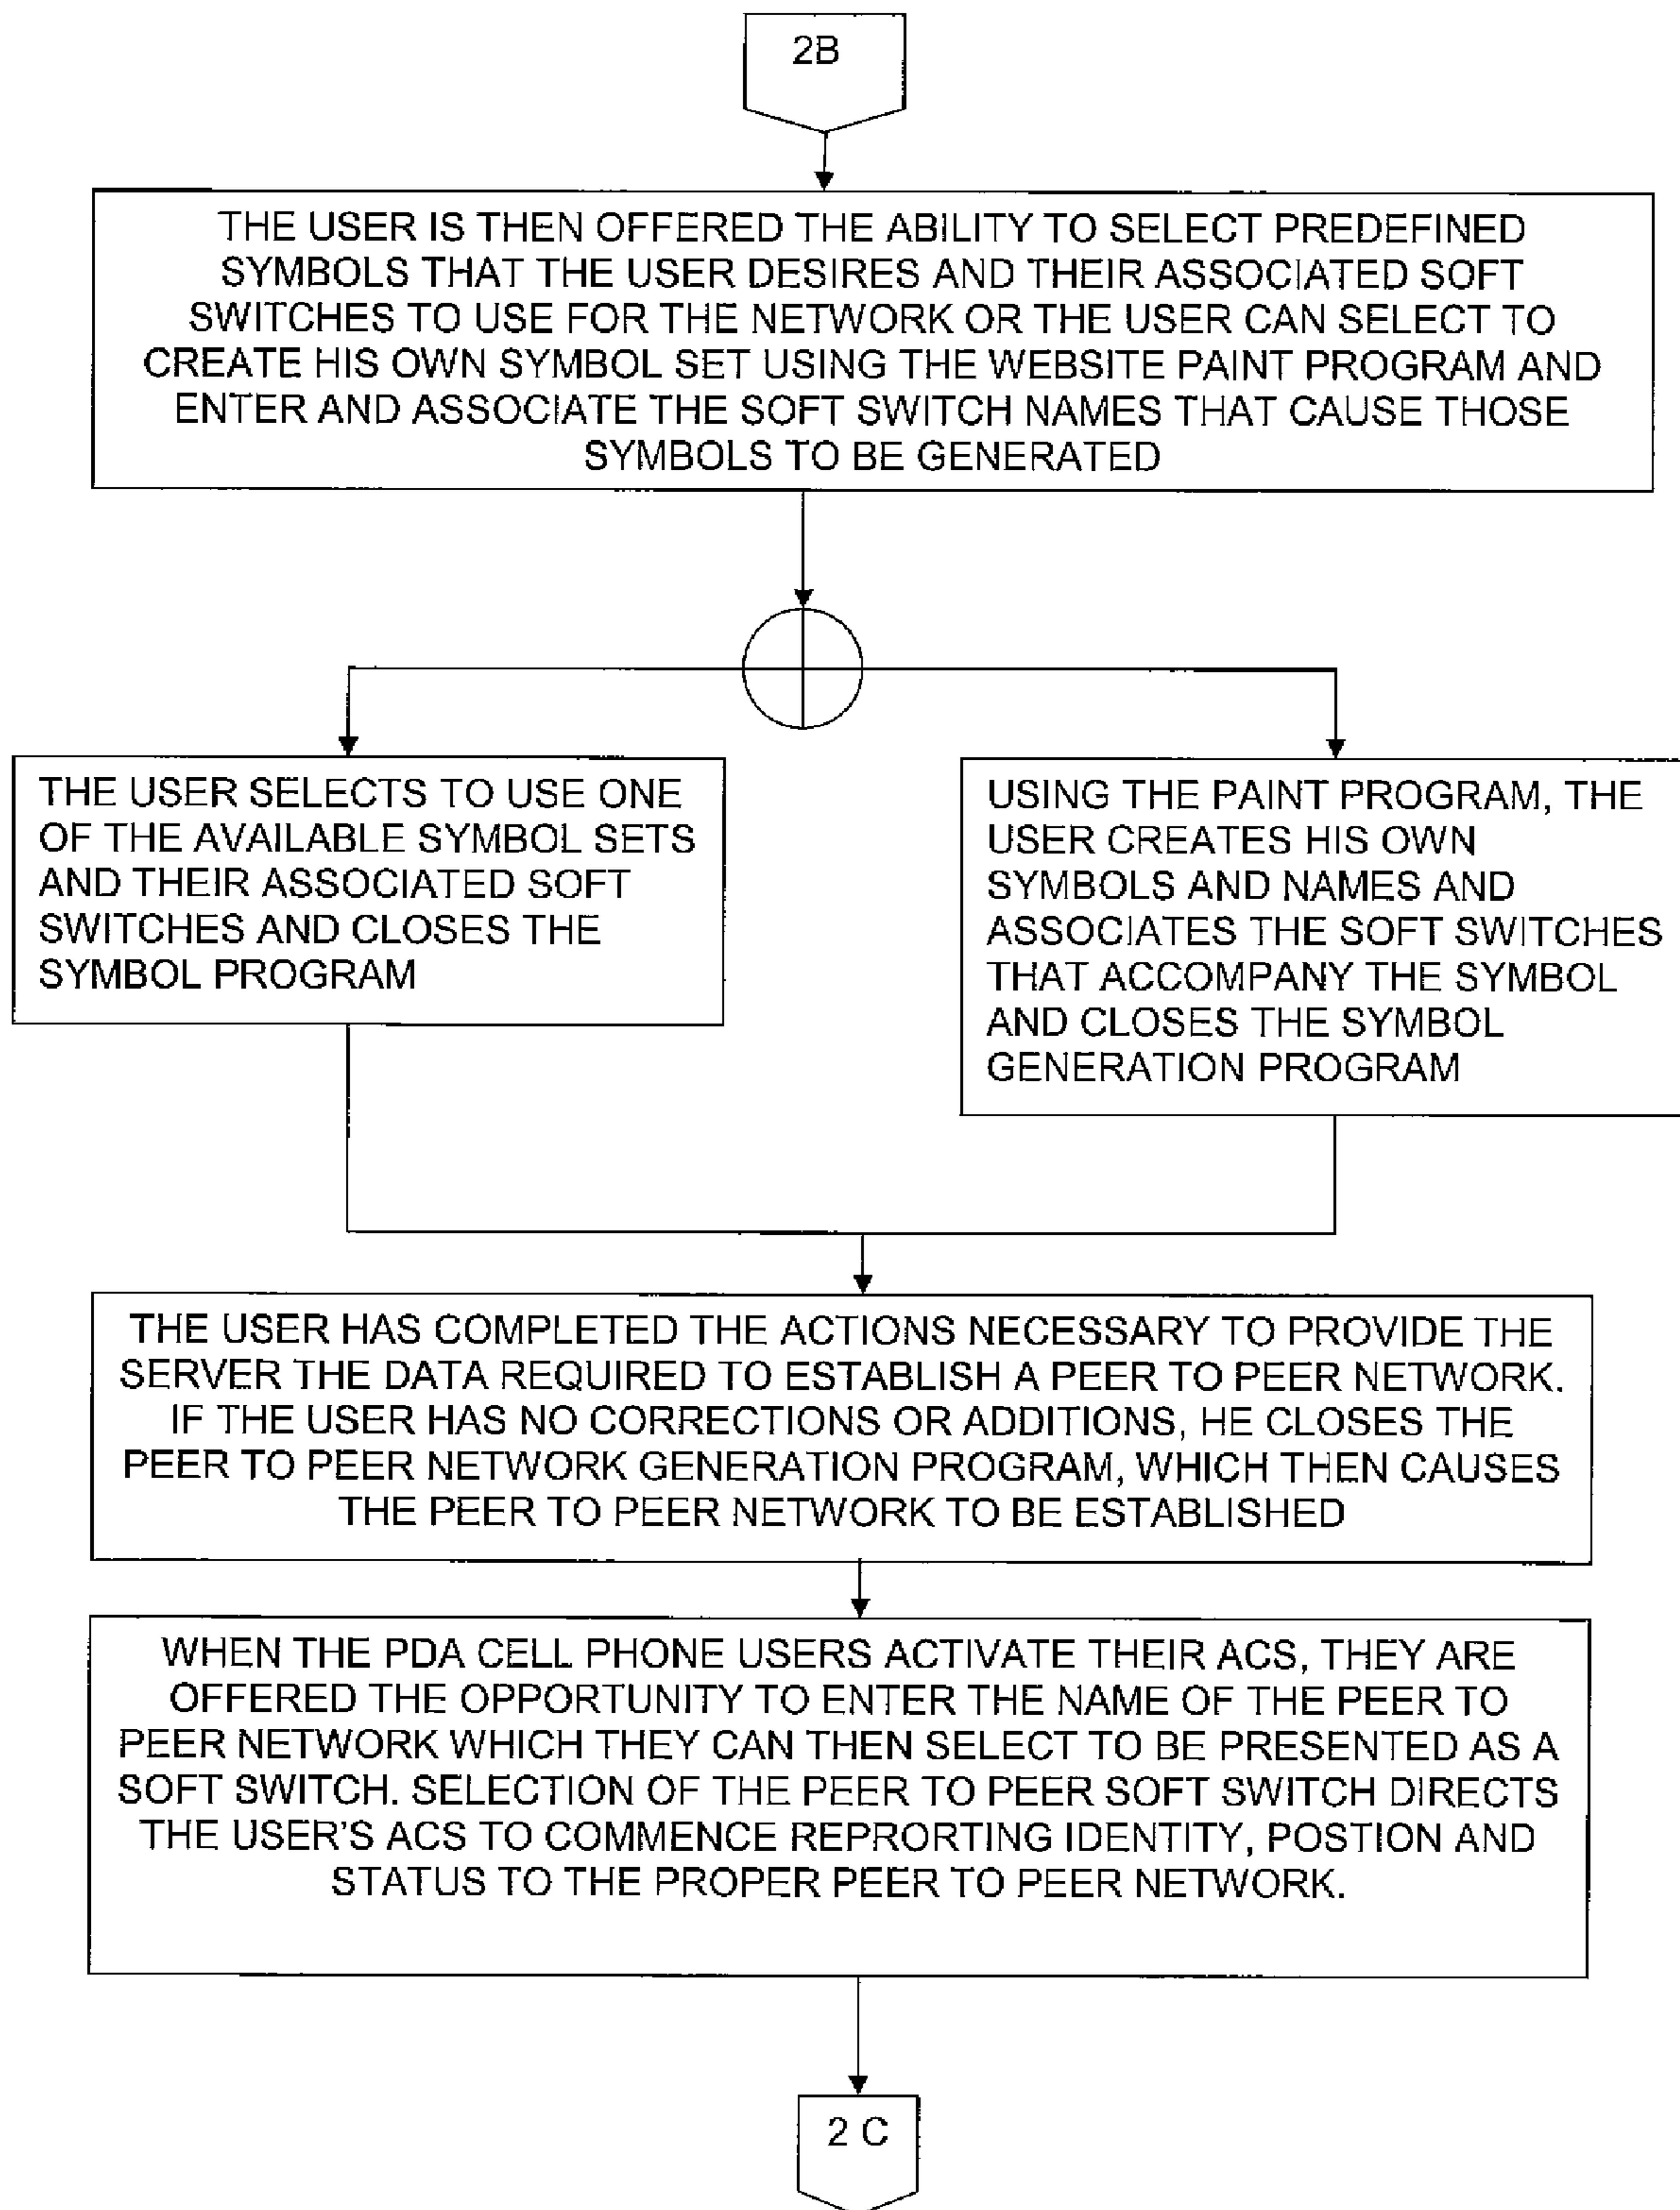 2B
THE USER IS THEN OFFERED THE ABILITY TO SELECT PREDEFINED
SYMBOLS THAT THE USER DESIRES AND THEIR ASSOCIATED SOFT
SWITCHES TO USE FOR THE NETWORK OR THE USER CAN SELECT TO
CREATE HIS OWN SYMBOL SET USING THE WEBSITE PAINT PROGRAM AND
ENTER AND ASSOCIATE THE SOFT SWITCH NAMES THAT CAUSE THOSE
SYMBOLS TO BE GENERATED
THE USER SELECTS TO USE ONE
OF THE AVAILABLE SYMBOL SETS
AND THEIR ASSOCIATED SOFT
SWITCHES AND CLOSES THE
SYMBOL PROGRAM
USING THE PAINT PROGRAM, THE
USER CREATES HIS OWN
SYMBOLS AND NAMES AND
ASSOCIATES THE SOFT SWITCHES
THAT ACCOMPANY THE SYMBOL
AND CLOSES THE SYMBOL
GENERATION PROGRAM
THE USER HAS COMPLETED THE ACTIONS NECESSARY TO PROVIDE THE
SERVER THE DATA REQUIRED TO ESTABLISH A PEER TO PEER NETWORK.
IF THE USER HAS NO CORRECTIONS OR ADDITIONS, HE CLOSES THE
PEER TO PEER NETWORK GENERATION PROGRAM, WHICH THEN CAUSES
THE PEER TO PEER NETWORK TO BE ESTABLISHED
WHEN THE PDA CELL PHONE USERS ACTIVATE THEIR ACS, THEY ARE
OFFERED THE OPPORTUNITY TO ENTER THE NAME OF THE PEER TO
PEER NETWORK WHICH THEY CAN THEN SELECT TO BE PRESENTED AS A
SOFT SWITCH. SELECTION OF THE PEER TO PEER SOFT SWITCH DIRECTS
THE USER'S ACS TO COMMENCE REPRORTING IDENTITY, POSTION AND
STATUS TO THE PROPER PEER TO PEER NETWORK.
2 C